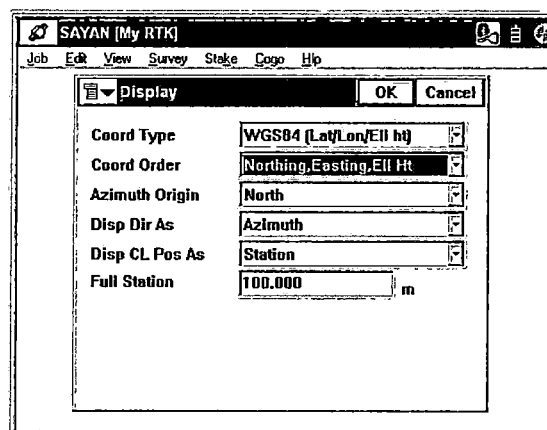 SAYAN [My RTK]
Job Edit View Survey Stake Cogo Hlp
Display OK Cancel
Coord Type WGS84 (Lat/Lon/Ell ht)
Coord Order Northing,Easting,Ell Ht
Azimuth Origin North
Disp Dir As Azimuth
Disp CL Pos As Station
Full Station 100.000 m